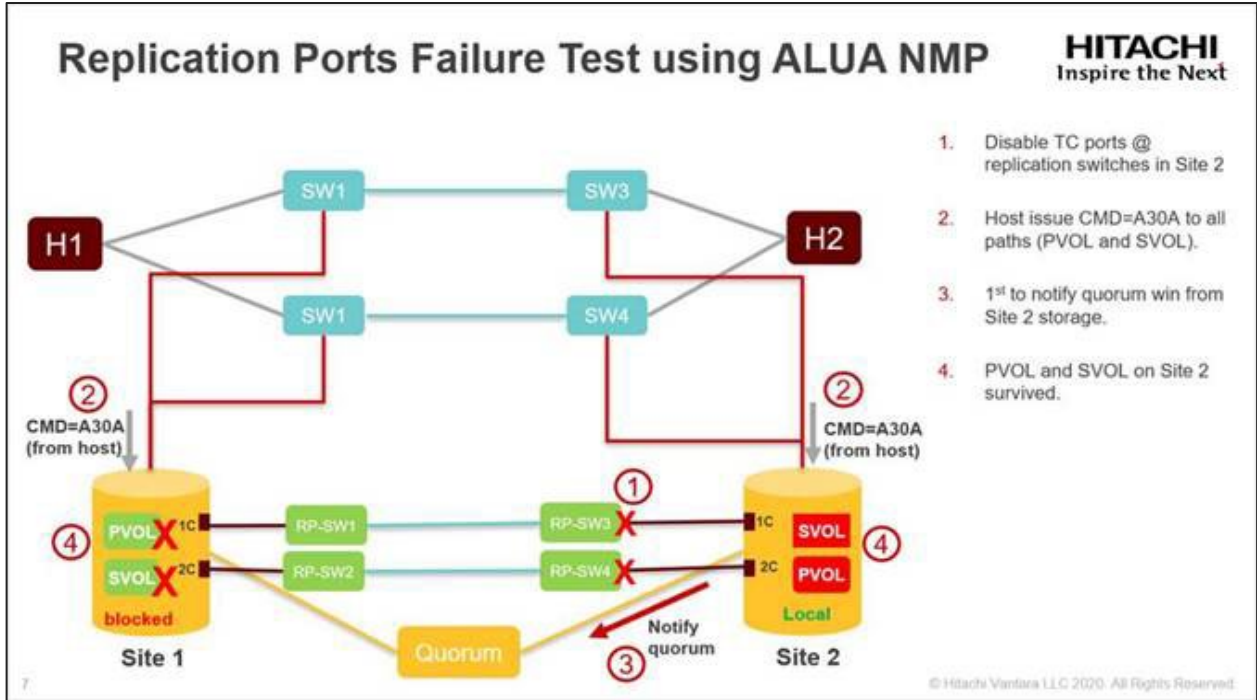 Replication Ports Failure Test using ALUA NMP
HITACHI
Inspire the Next
1. Disable TC ports @
replication switches in Site 2
2. Host issue CMD=A30A to all
paths (PVOL and SVOL).
3. 1st to notify quorum win from
Site 2 storage.
4. PVOL and SVOL on Site 2
survived.
SW1
SW3
H1
H2
SW1
SW4
2
CMD=A30A
(from host)
2
CMD=A30A
(from host)
1
4
PVOL X 1C
RP-SW1
RP-SW3 X
1C
SVOL
4
SVOL X 2C
RP-SW2
RP-SW4 X
2C
PVOL
blocked
Local
Site 1
Quorum
Notify
quorum
3
Site 2
7
© Hitachi Vantara LLC 2020. All Rights Reserved.